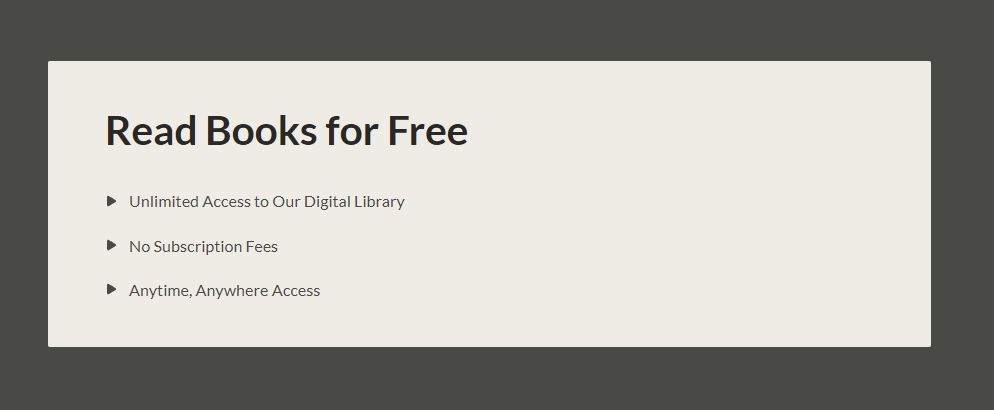 Read Books for Free
Unlimited Access to Our Digital Library
No Subscription Fees
Anytime, Anywhere Access